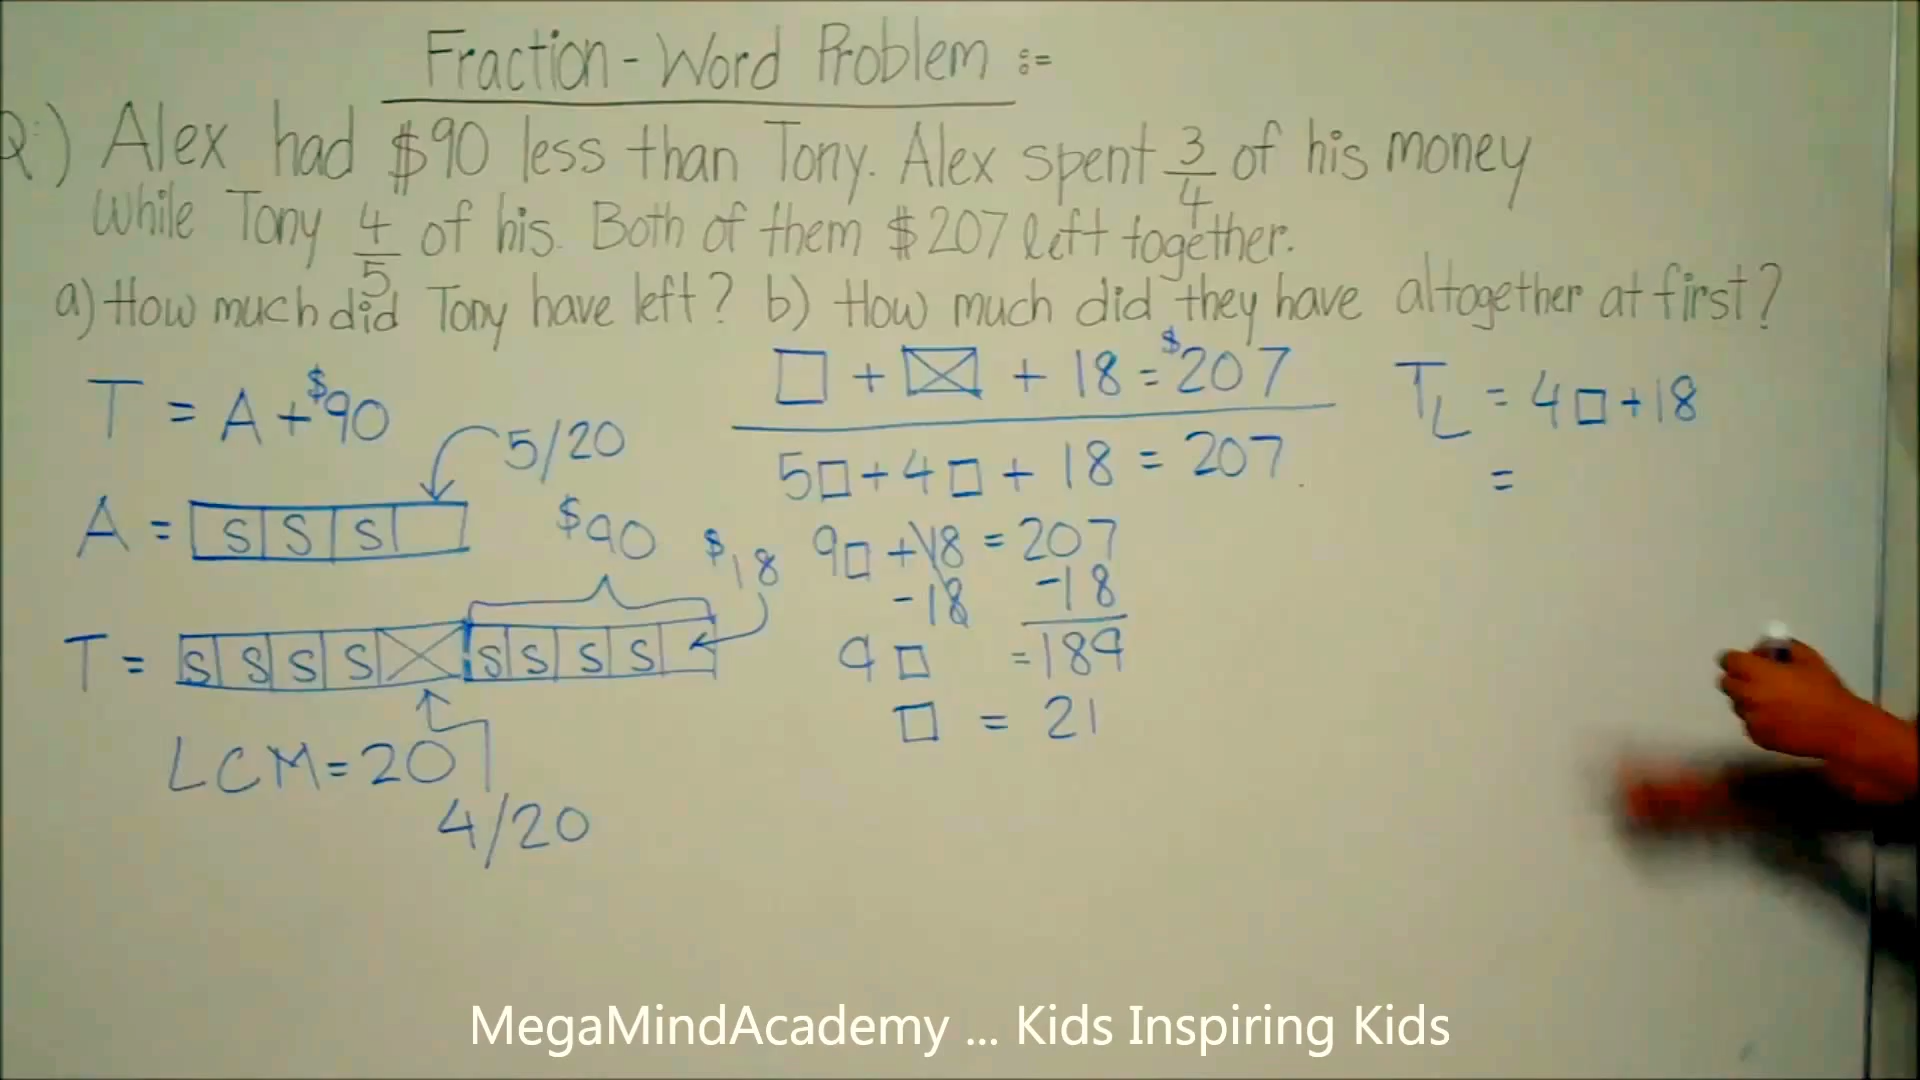 Fraction - Word Problem :=
Q:) Alex had $90 less than Tony. Alex spent 3/4 of his money
While Tony 4/5 of his. Both of them $207 left together.
a) How much did Tony have left? b) How much did they have altogether at first?
T = A + $90
5/20
A = S S S
$90
$18
T = S S S S S S S S
LCM = 20
4/20
□ + ☒ + 18 = $207
5□ + 4□ + 18 = 207
9□ + 18 = 207
-18 -18
9□ = 189
□ = 21
TL = 4□ + 18
=
MegaMindAcademy ... Kids Inspiring Kids